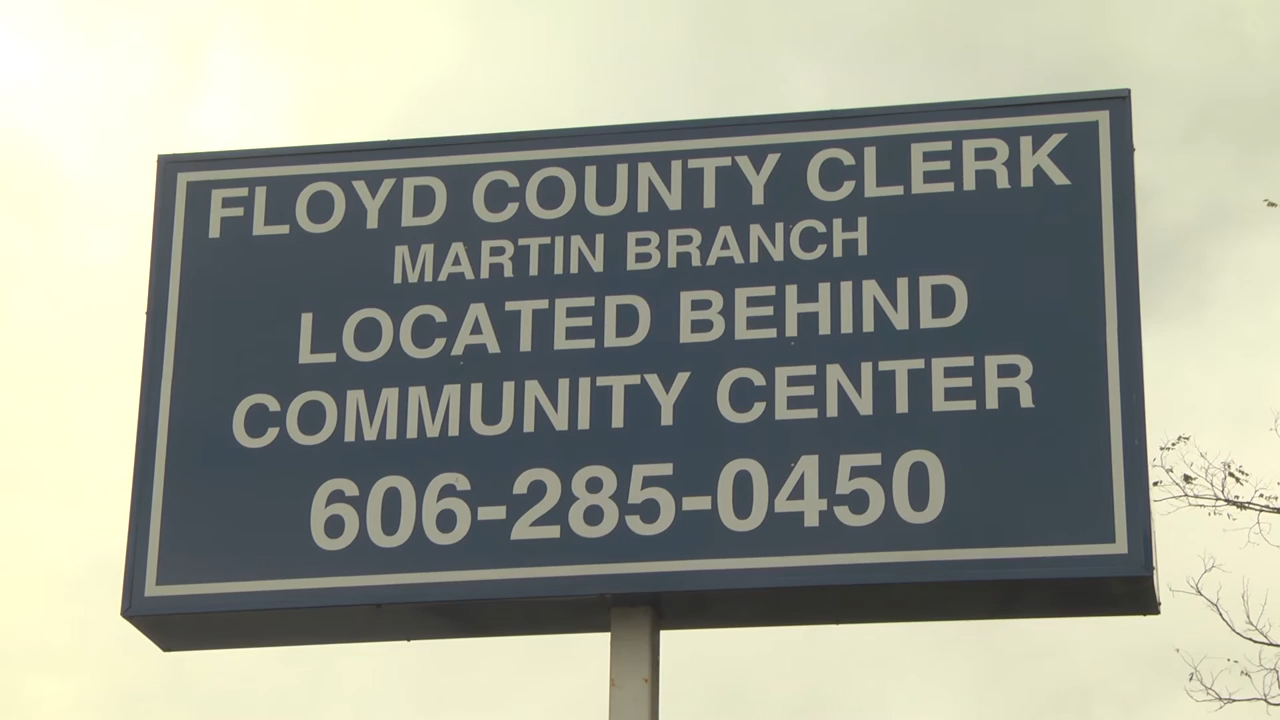 FLOYD COUNTY CLERK
MARTIN BRANCH
LOCATED BEHIND
COMMUNITY CENTER
606-285-0450